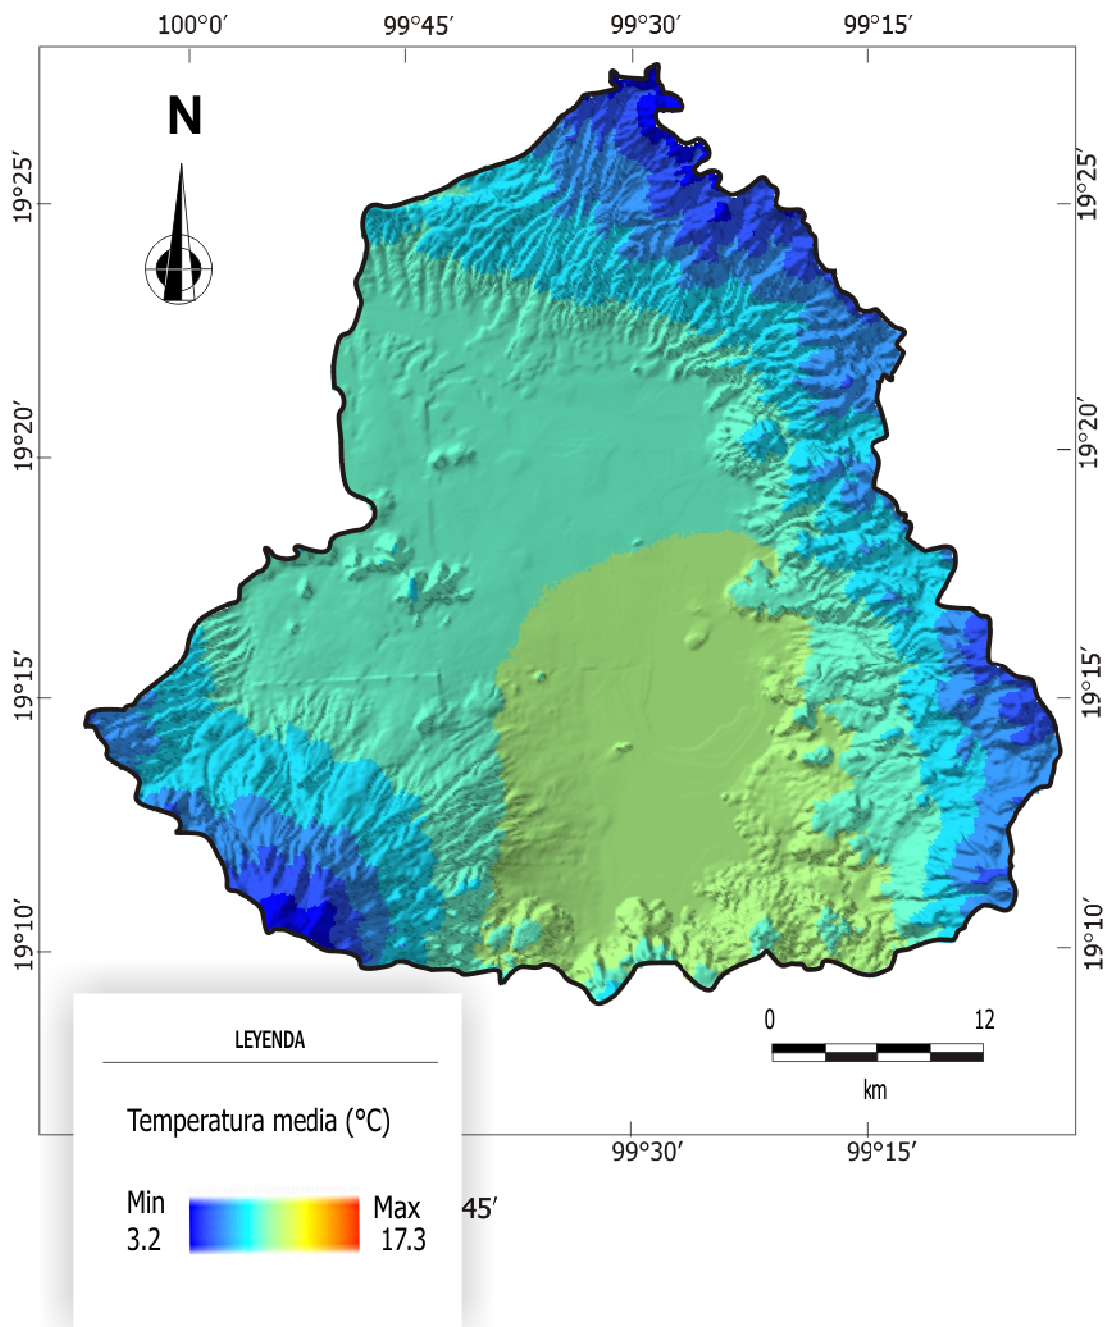 100°0′ 99°45′ 99°30′ 99°15′
N
19°25′ 19°25′
19°20′ 19°20′
19°15′ 19°15′
19°10′ 19°10′
0 12
km
LEYENDA
Temperatura media (°C)
99°30′ 99°15′
45′
Min Max
3.2 17.3